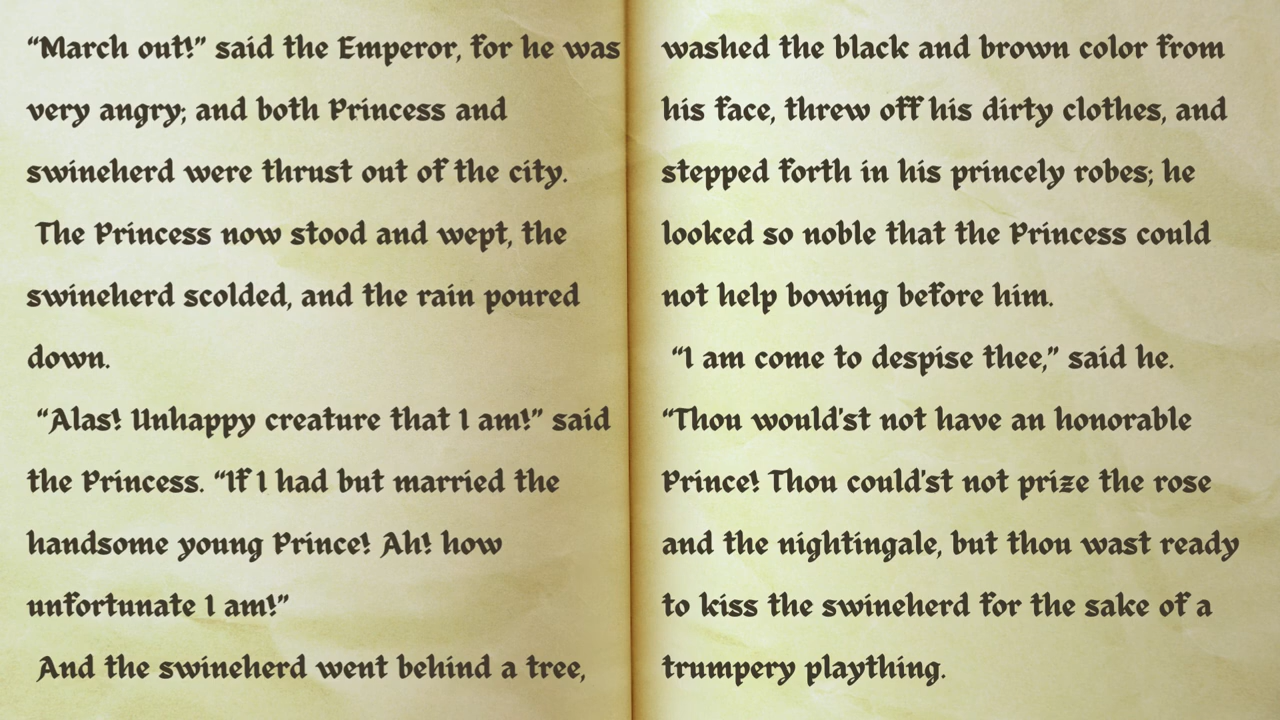 “March out!” said the Emperor, for he was
very angry; and both Princess and
swineherd were thrust out of the city.
The Princess now stood and wept, the
swineherd scolded, and the rain poured
down.
“Alas! Unhappy creature that I am!” said
the Princess. “If I had but married the
handsome young Prince! Ah! how
unfortunate I am!”
And the swineherd went behind a tree,
washed the black and brown color from
his face, threw off his dirty clothes, and
stepped forth in his princely robes; he
looked so noble that the Princess could
not help bowing before him.
“I am come to despise thee,” said he.
“Thou would’st not have an honorable
Prince! Thou could’st not prize the rose
and the nightingale, but thou wast ready
to kiss the swineherd for the sake of a
trumpery plaything.